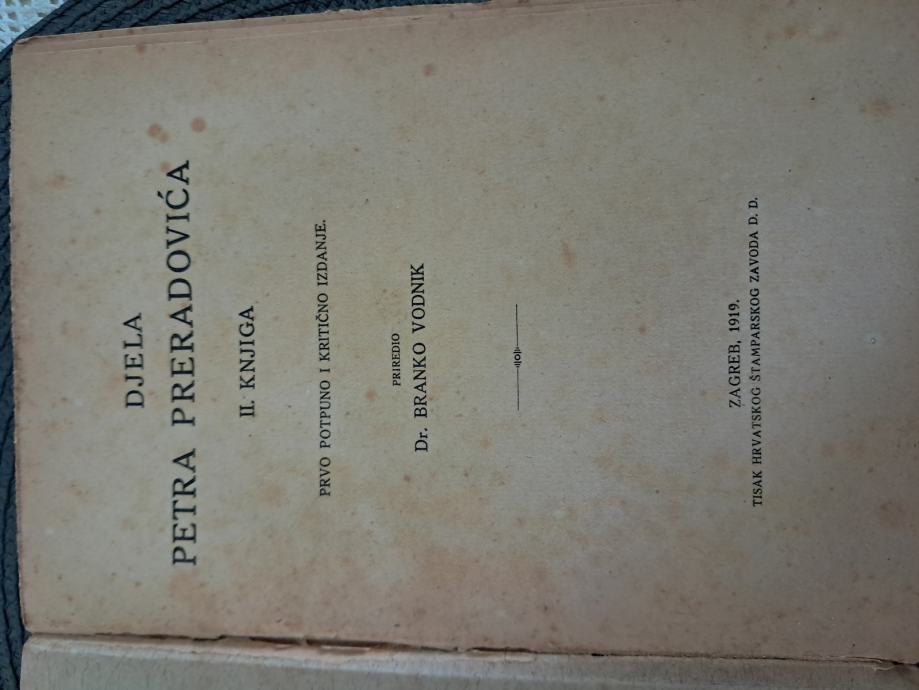 DJELA
PETRA PRERADOVIĆA
II. KNJIGA
PRVO POTPUNO I KRITIČNO IZDANJE.
PRIREDIO
Dr. BRANKO VODNIK
ZAGREB, 1919.
TISAK HRVATSKOG ŠTAMPARSKOG ZAVODA D. D.